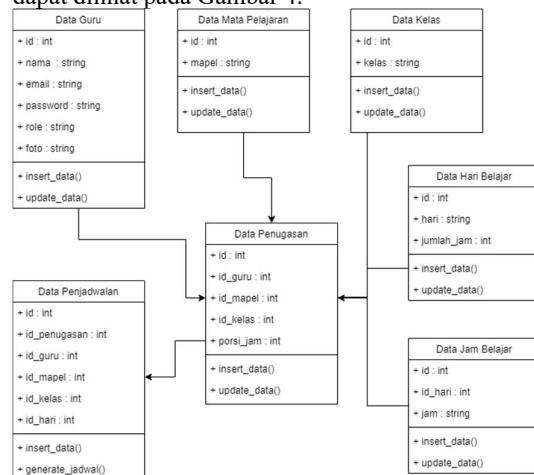 dapat dilihat pada Gambar 4.
Data Guru
+ id : int
+ nama : string
+ email : string
+ password : string
+ role : string
+ foto : string
+ insert_data()
+ update_data()
Data Mata Pelajaran
+ id : int
+ mapel : string
+ insert_data()
+ update_data()
Data Kelas
+ id : int
+ kelas : string
+ insert_data()
+ update_data()
Data Hari Belajar
+ id : int
+ hari : string
+ jumlah_jam : int
+ insert_data()
+ update_data()
Data Penugasan
+ id : int
+ id_guru : int
+ id_mapel : int
+ id_kelas : int
+ porsi_jam : int
+ insert_data()
+ update_data()
Data Penjadwalan
+ id : int
+ id_penugasan : int
+ id_guru : int
+ id_mapel : int
+ id_kelas : int
+ id_hari : int
+ insert_data()
+ generate_jadwal()
Data Jam Belajar
+ id : int
+ id_hari : int
+ jam : string
+ insert_data()
+ update_data()